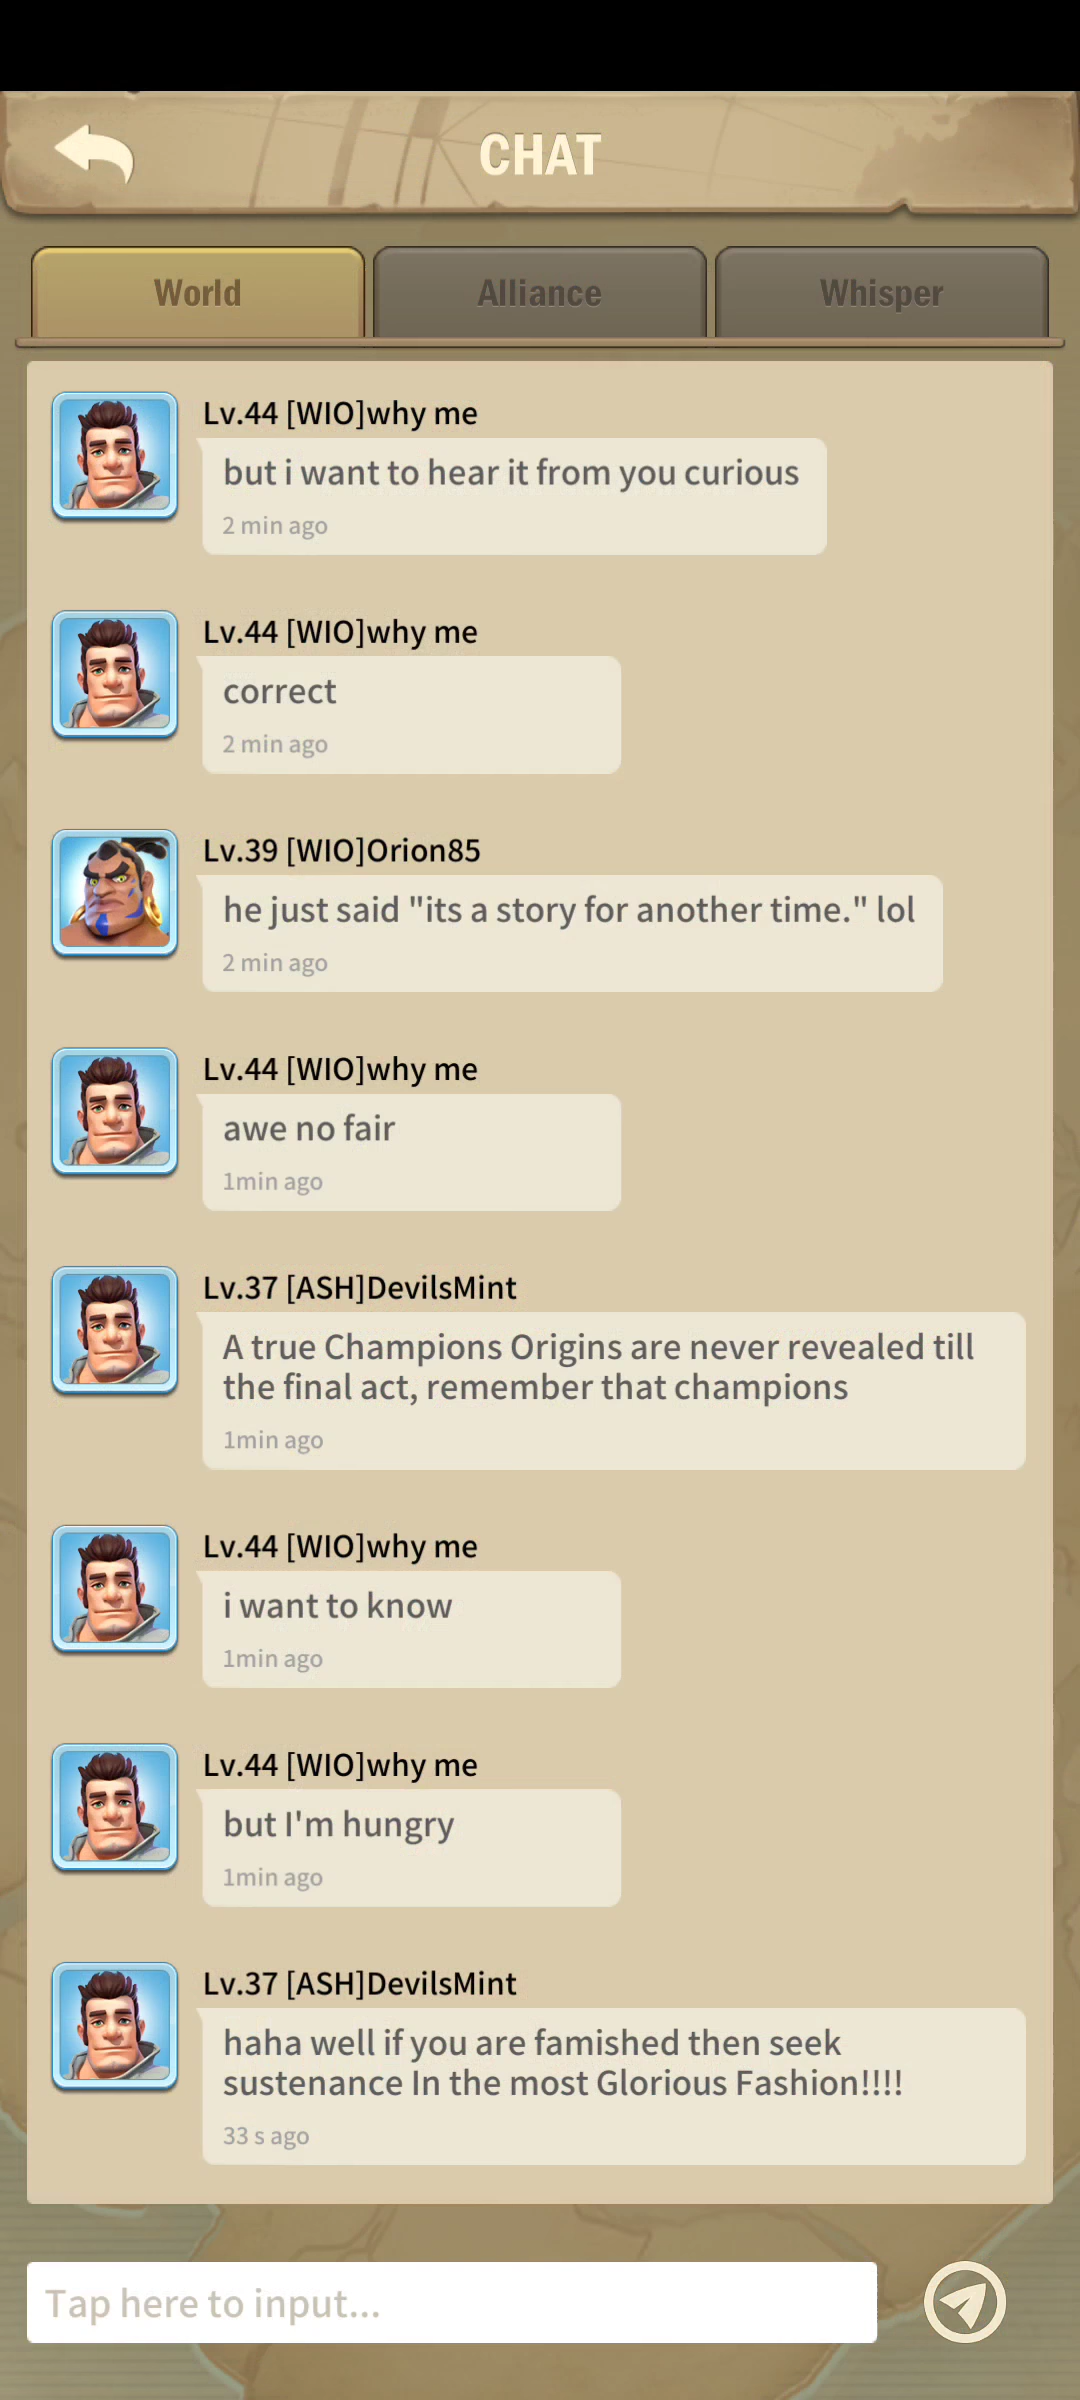 CHAT
World
Alliance
Whisper
Lv.44 [WIO]why me
but i want to hear it from you curious
2 min ago
Lv.44 [WIO]why me
correct
2 min ago
Lv.39 [WIO]Orion85
he just said "its a story for another time." lol
2 min ago
Lv.44 [WIO]why me
awe no fair
1min ago
Lv.37 [ASH]DevilsMint
A true Champions Origins are never revealed till
the final act, remember that champions
1min ago
Lv.44 [WIO]why me
i want to know
1min ago
Lv.44 [WIO]why me
but I'm hungry
1min ago
Lv.37 [ASH]DevilsMint
haha well if you are famished then seek
sustenance In the most Glorious Fashion!!!!
33 s ago
Tap here to input...